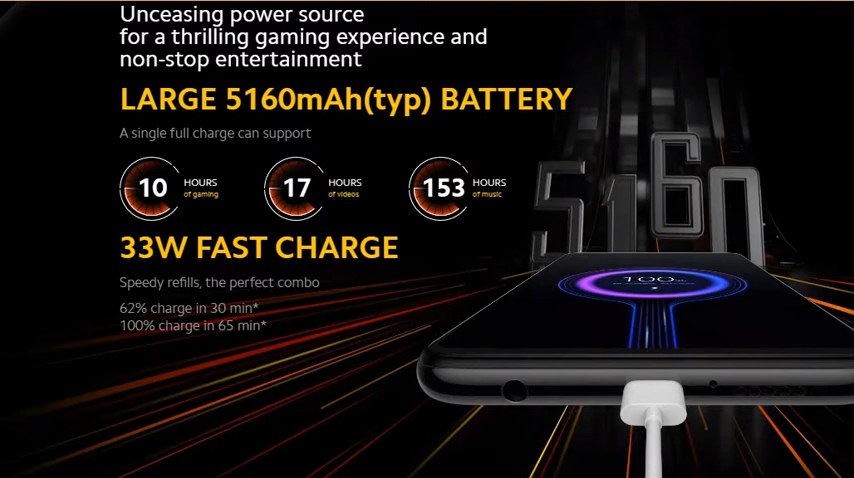 Unceasing power source
for a thrilling gaming experience and
non-stop entertainment
LARGE 5160mAh(typ) BATTERY
A single full charge can support
10 HOURS of gaming
17 HOURS of videos
153 HOURS of music
5160
33W FAST CHARGE
Speedy refills, the perfect combo
62% charge in 30 min*
100% charge in 65 min*
100%